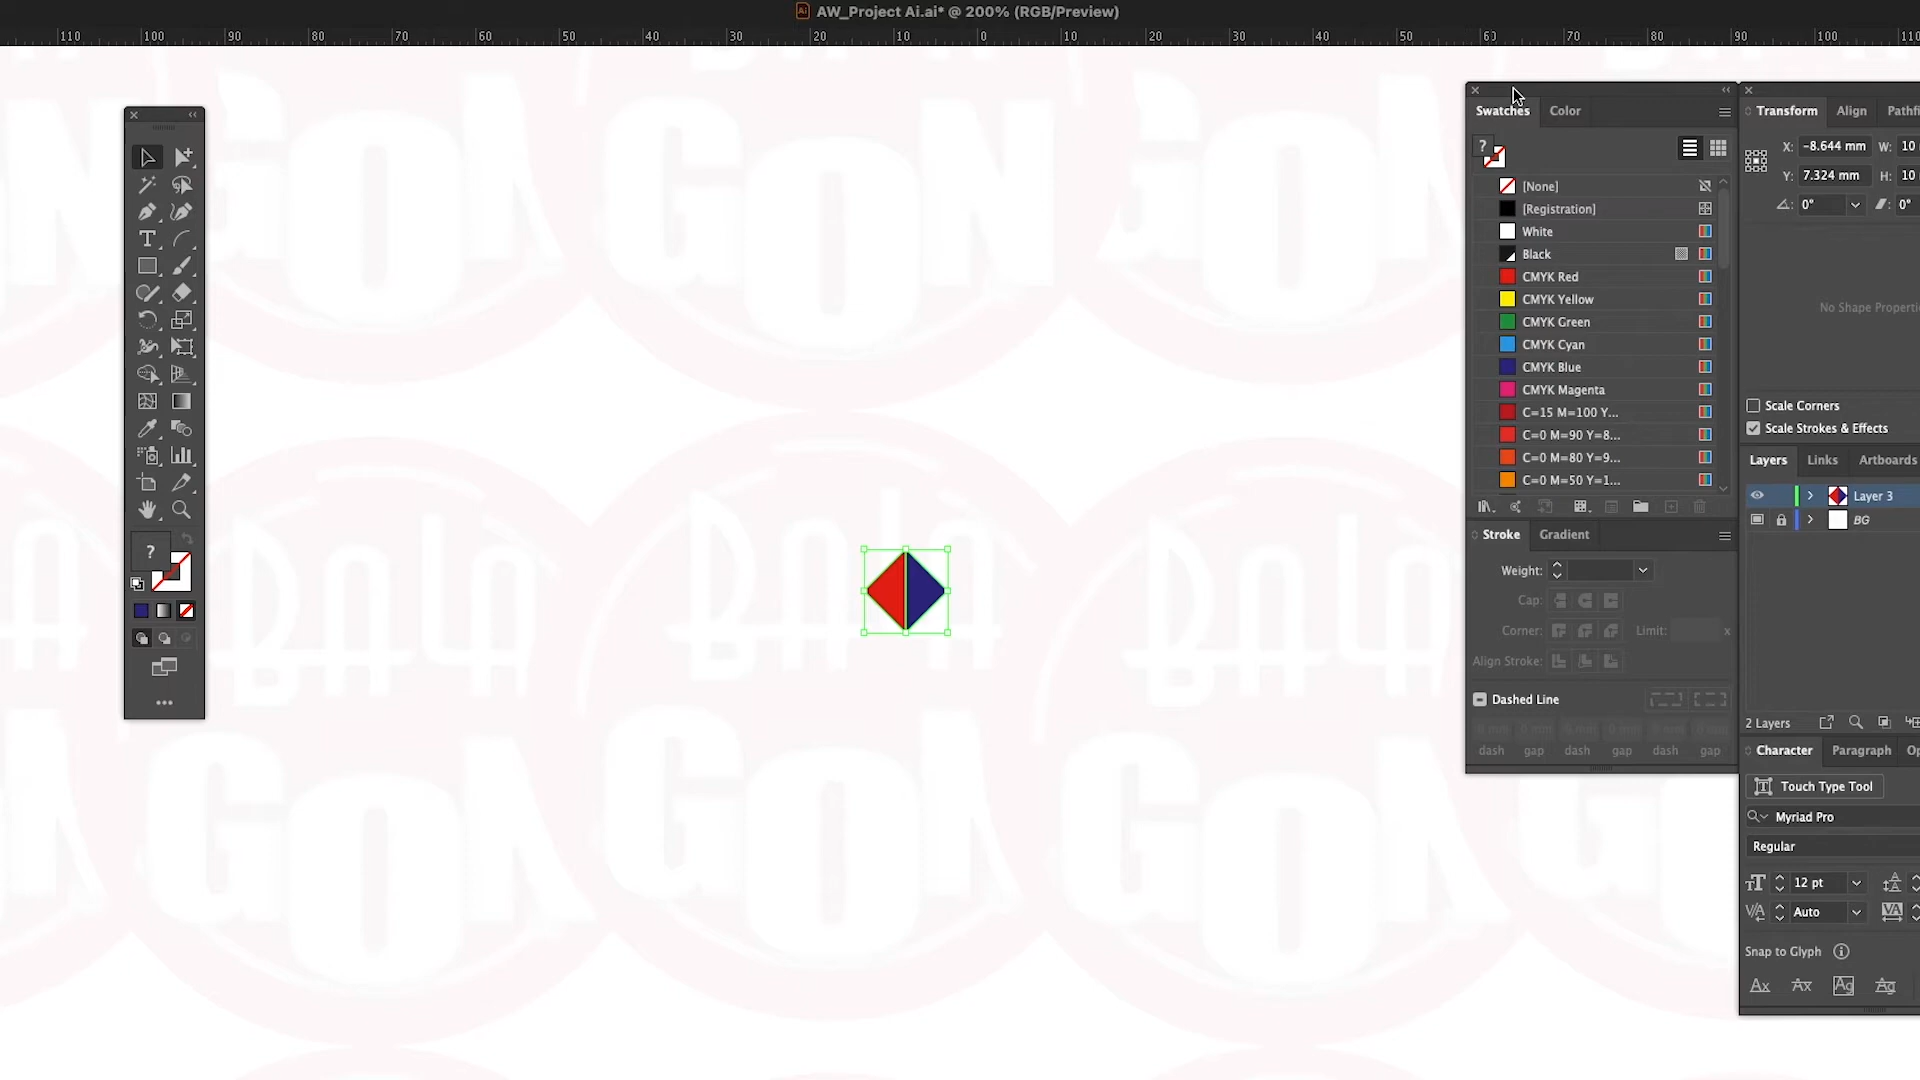 AW_Project Ai.ai* @ 200% (RGB/Preview)
110 100 90 80 70 60 50 40 30 20 10 0 10 20 30 40 50 60 70 80 90 100 110
Swatches Color
?
[None]
[Registration]
White
Black
CMYK Red
CMYK Yellow
CMYK Green
CMYK Cyan
CMYK Blue
CMYK Magenta
C=15 M=100 Y...
C=0 M=90 Y=8...
C=0 M=80 Y=9...
C=0 M=50 Y=1...
Stroke Gradient
Weight:
Cap:
Corner: Limit: x
Align Stroke:
Dashed Line
dash gap dash gap dash gap
Transform Align Pathfi
X: -8.644 mm W: 10
Y: 7.324 mm H: 10
0° 0°
No Shape Properti
Scale Corners
Scale Strokes & Effects
Layers Links Artboards
Layer 3
BG
2 Layers
Character Paragraph Op
Touch Type Tool
Myriad Pro
Regular
12 pt
Auto
Snap to Glyph
?
BALA
GON